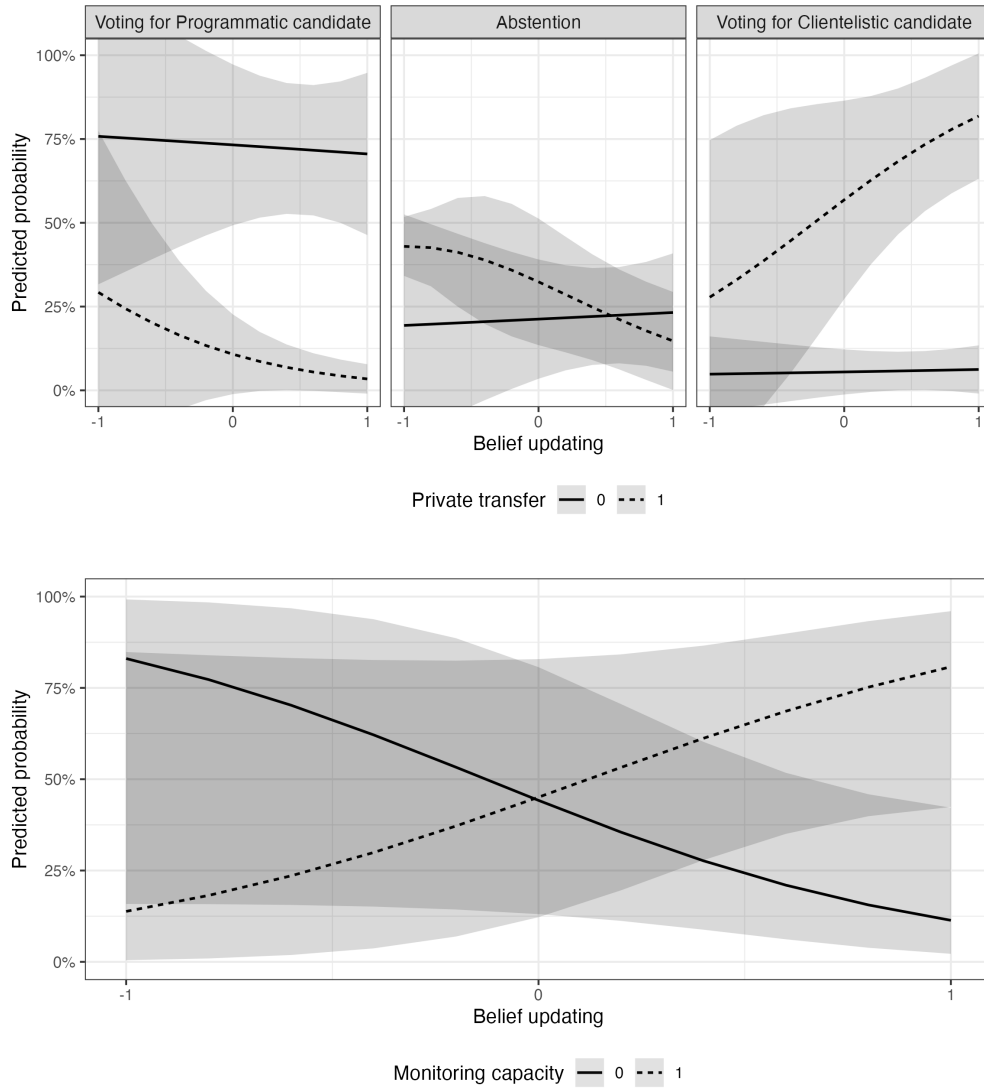 Voting for Programmatic candidate
Abstention
Voting for Clientelistic candidate
Predicted probability
100%
75%
50%
25%
0%
-1 0 1 -1 0 1 -1 0 1
Belief updating
Private transfer 0 1
Predicted probability
100%
75%
50%
25%
0%
-1 0 1
Belief updating
Monitoring capacity 0 1